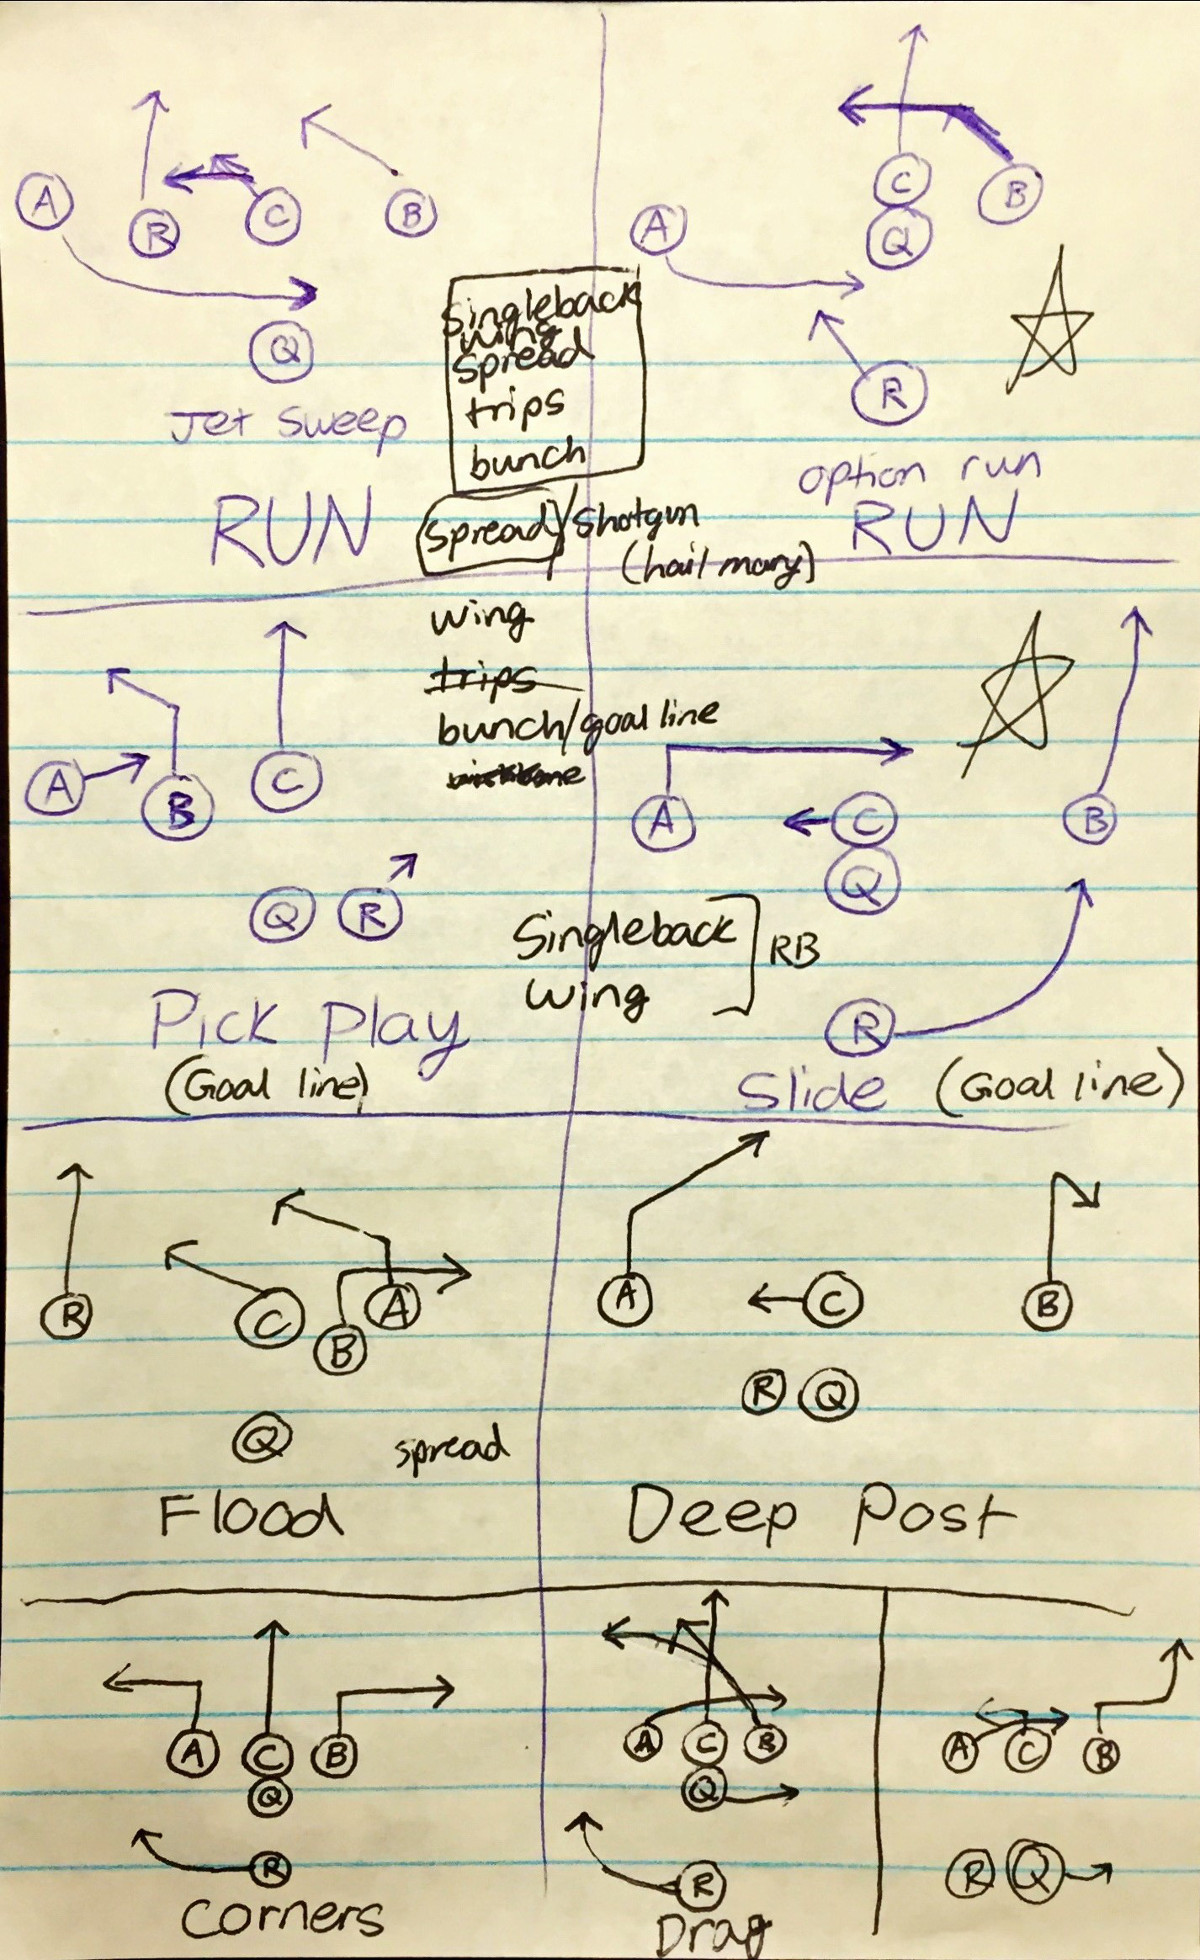 A
R
C
B
Q
Jet Sweep
RUN
C
Q
B
A
R
option run
RUN
Singleback
wing
spread
trips
bunch
Spread/Shotgun
(hail mary)
wing
trips
bunch/goal line
A
B
C
Q
R
Pick Play
(Goal line)
A
C
B
Q
Singleback
wing
RB
R
Slide (Goal line)
R
C
B
A
Q
spread
Flood
A
C
B
R
Q
Deep Post
A
C
B
Q
R
Corners
A
C
B
Q
R
Drag
A
C
B
R
Q